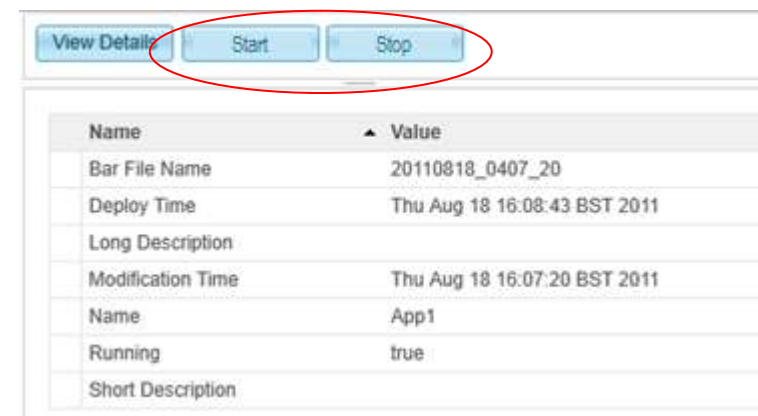 View Details Start Stop
Name Value
Bar File Name 20110818_0407_20
Deploy Time Thu Aug 18 16:08:43 BST 2011
Long Description
Modification Time Thu Aug 18 16:07:20 BST 2011
Name App1
Running true
Short Description